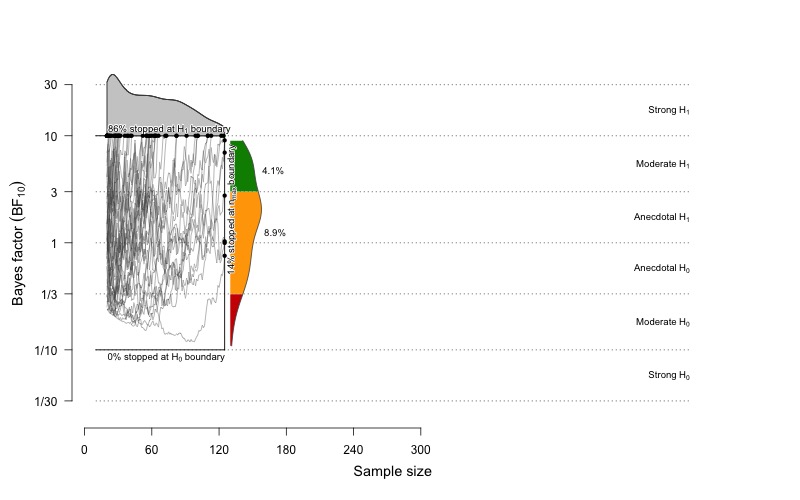 30
10
3
1
1/3
1/10
1/30
Bayes factor (BF10)
86% stopped at H1 boundary
14% stopped at nmax boundary
0% stopped at H0 boundary
4.1%
8.9%
Strong H1
Moderate H1
Anecdotal H1
Anecdotal H0
Moderate H0
Strong H0
0 60 120 180 240 300
Sample size